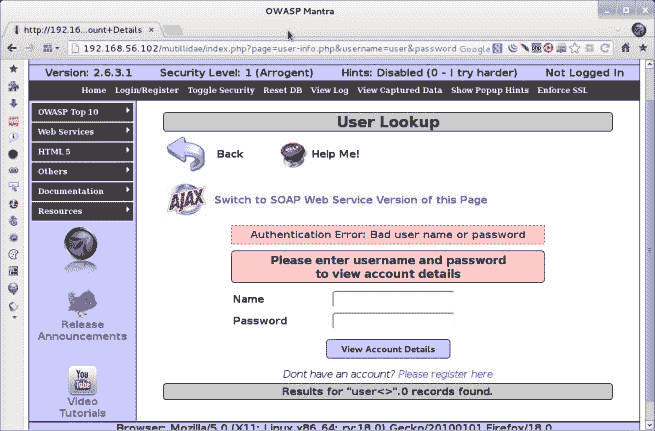 OWASP Mantra
http://192.16...ount+Details
192.168.56.102/mutillidae/index.php?page=user-info.php&username=user&password
Google
Version: 2.6.3.1 Security Level: 1 (Arrogent) Hints: Disabled (0 - I try harder) Not Logged In
Home Login/Register Toggle Security Reset DB View Log View Captured Data Show Popup Hints Enforce SSL
OWASP Top 10
Web Services
HTML 5
Others
Documentation
Resources
Release
Announcements
You
Tube
Video
Tutorials
User Lookup
Back Help Me!
AJAX
Switch to SOAP Web Service Version of this Page
Authentication Error: Bad user name or password
Please enter username and password
to view account details
Name
Password
View Account Details
Dont have an account? Please register here
Results for "user<>".0 records found.
Browser: Mozilla/5.0 (X11; Linux x86_64; rv:18.0) Gecko/20100101 Firefox/18.0